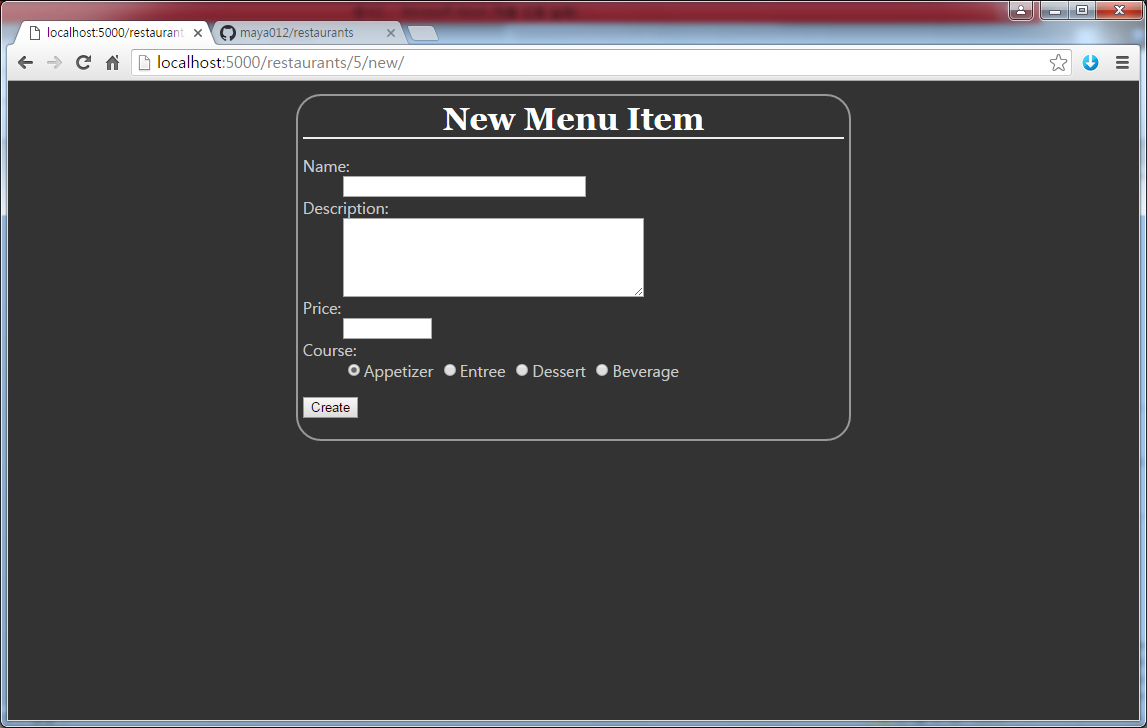 localhost:5000/restaurant
maya012/restaurants
localhost:5000/restaurants/5/new/
New Menu Item
Name:
Description:
Price:
Course:
Appetizer Entree Dessert Beverage
Create